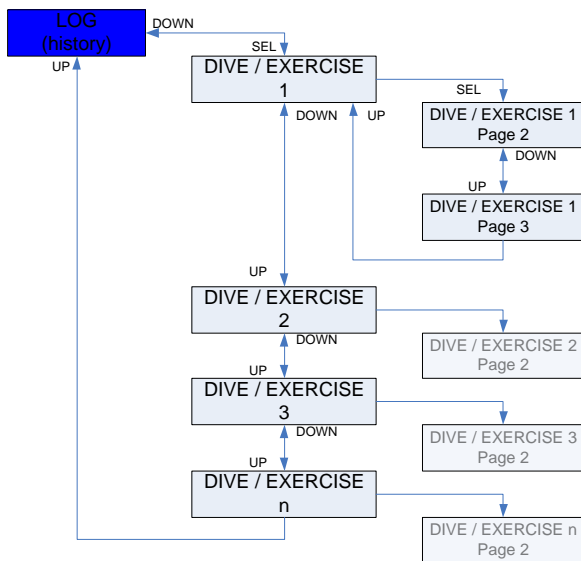 LOG
(history)
DOWN
UP
SEL
DIVE / EXERCISE
1
SEL
DOWN
UP
DIVE / EXERCISE 1
Page 2
DOWN
UP
DIVE / EXERCISE 1
Page 3
UP
DIVE / EXERCISE
2
DOWN
DIVE / EXERCISE 2
Page 2
UP
DIVE / EXERCISE
3
DOWN
DIVE / EXERCISE 3
Page 2
UP
DIVE / EXERCISE
n
DIVE / EXERCISE n
Page 2